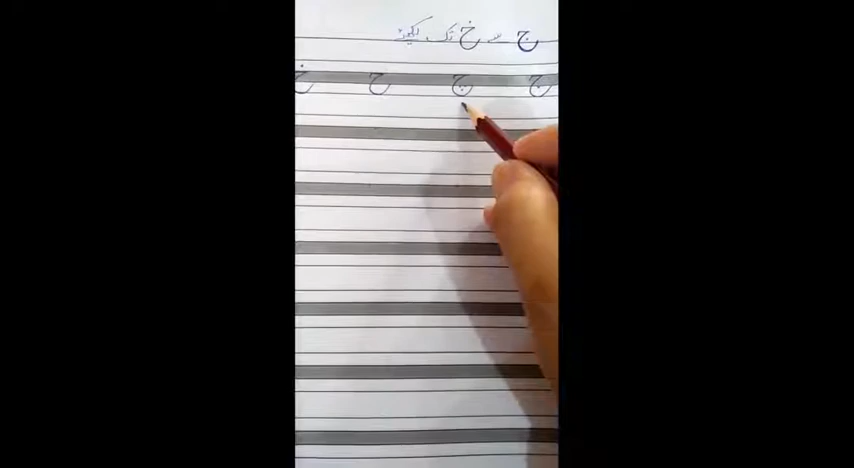 ج سے خ تک لکھیں۔
ج چ ح خ